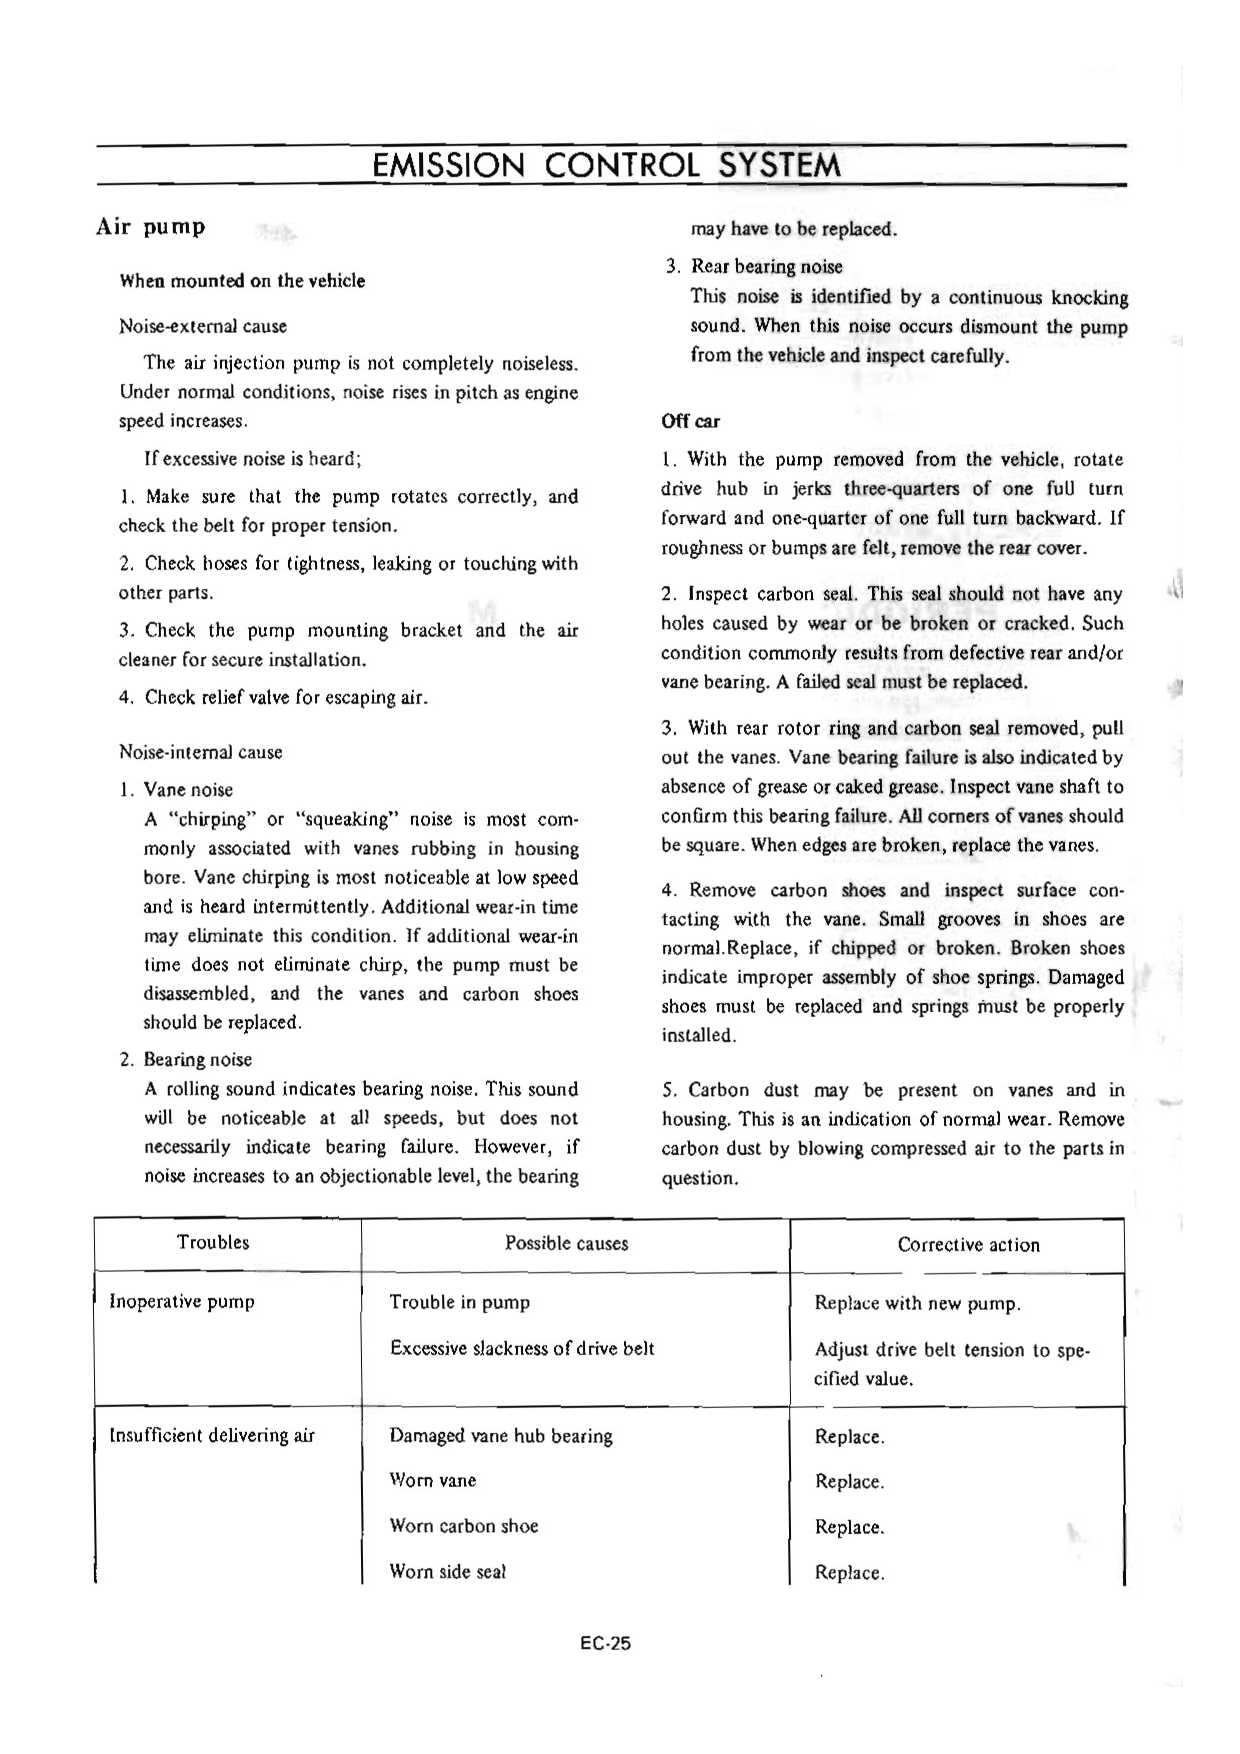 EMISSION CONTROL SYSTEM
Air pump
When mounted on the vehicle
Noise-external cause
The air injection pump is not completely noiseless.
Under normal conditions, noise rises in pitch as engine
speed increases.
If excessive noise is heard;
1. Make sure that the pump rotates correctly, and
check the belt for proper tension.
2. Check hoses for tightness, leaking or touching with
other parts.
3. Check the pump mounting bracket and the air
cleaner for secure installation.
4. Check relief valve for escaping air.
Noise-internal cause
1. Vane noise
A “chirping” or “squeaking” noise is most com-
monly associated with vanes rubbing in housing
bore. Vane chirping is most noticeable at low speed
and is heard intermittently. Additional wear-in time
may eliminate this condition. If additional wear-in
time does not eliminate chirp, the pump must be
disassembled, and the vanes and carbon shoes
should be replaced.
2. Bearing noise
A rolling sound indicates bearing noise. This sound
will be noticeable at all speeds, but does not
necessarily indicate bearing failure. However, if
noise increases to an objectionable level, the bearing
may have to be replaced.
3. Rear bearing noise
This noise is identified by a continuous knocking
sound. When this noise occurs dismount the pump
from the vehicle and inspect carefully.
Off car
1. With the pump removed from the vehicle, rotate
drive hub in jerks three-quarters of one full turn
forward and one-quarter of one full turn backward. If
roughness or bumps are felt, remove the rear cover.
2. Inspect carbon seal. This seal should not have any
holes caused by wear or be broken or cracked. Such
condition commonly results from defective rear and/or
vane bearing. A failed seal must be replaced.
3. With rear rotor ring and carbon seal removed, pull
out the vanes. Vane bearing failure is also indicated by
absence of grease or caked grease. Inspect vane shaft to
confirm this bearing failure. All corners of vanes should
be square. When edges are broken, replace the vanes.
4. Remove carbon shoes and inspect surface con-
tacting with the vane. Small grooves in shoes are
normal.Replace, if chipped or broken. Broken shoes
indicate improper assembly of shoe springs. Damaged
shoes must be replaced and springs must be properly
installed.
5. Carbon dust may be present on vanes and in
housing. This is an indication of normal wear. Remove
carbon dust by blowing compressed air to the parts in
question.
Troubles Possible causes Corrective action
Inoperative pump Trouble in pump Replace with new pump.
Excessive slackness of drive belt Adjust drive belt tension to spe-
cified value.
Insufficient delivering air Damaged vane hub bearing Replace.
Worn vane Replace.
Worn carbon shoe Replace.
Worn side seal Replace.
EC-25